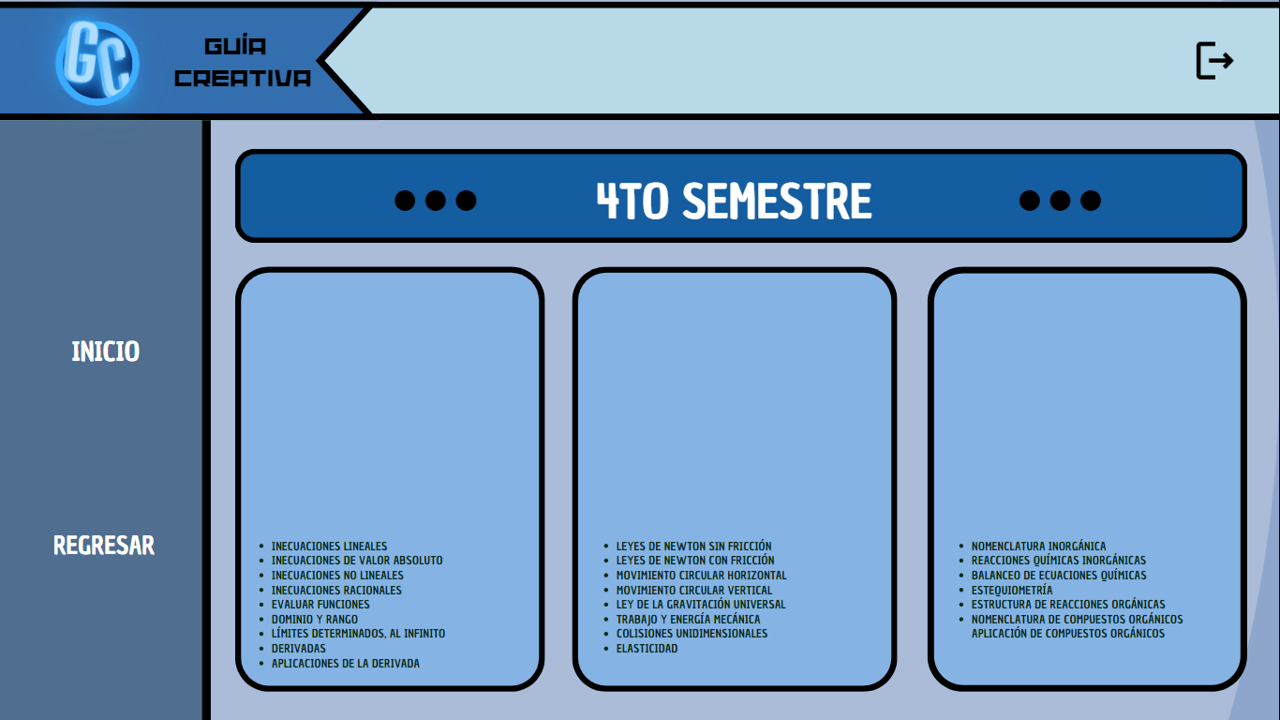 GC
GUÍA
CREATIVA
4TO SEMESTRE
INICIO
REGRESAR
• INECUACIONES LINEALES
• INECUACIONES DE VALOR ABSOLUTO
• INECUACIONES NO LINEALES
• INECUACIONES RACIONALES
• EVALUAR FUNCIONES
• DOMINIO Y RANGO
• LÍMITES DETERMINADOS, AL INFINITO
• DERIVADAS
• APLICACIONES DE LA DERIVADA
• LEYES DE NEWTON SIN FRICCIÓN
• LEYES DE NEWTON CON FRICCIÓN
• MOVIMIENTO CIRCULAR HORIZONTAL
• MOVIMIENTO CIRCULAR VERTICAL
• LEY DE LA GRAVITACIÓN UNIVERSAL
• TRABAJO Y ENERGÍA MECÁNICA
• COLISIONES UNIDIMENSIONALES
• ELASTICIDAD
• NOMENCLATURA INORGÁNICA
• REACCIONES QUÍMICAS INORGÁNICAS
• BALANCEO DE ECUACIONES QUÍMICAS
• ESTEQUIOMETRÍA
• ESTRUCTURA DE REACCIONES ORGÁNICAS
• NOMENCLATURA DE COMPUESTOS ORGÁNICOS
APLICACIÓN DE COMPUESTOS ORGÁNICOS